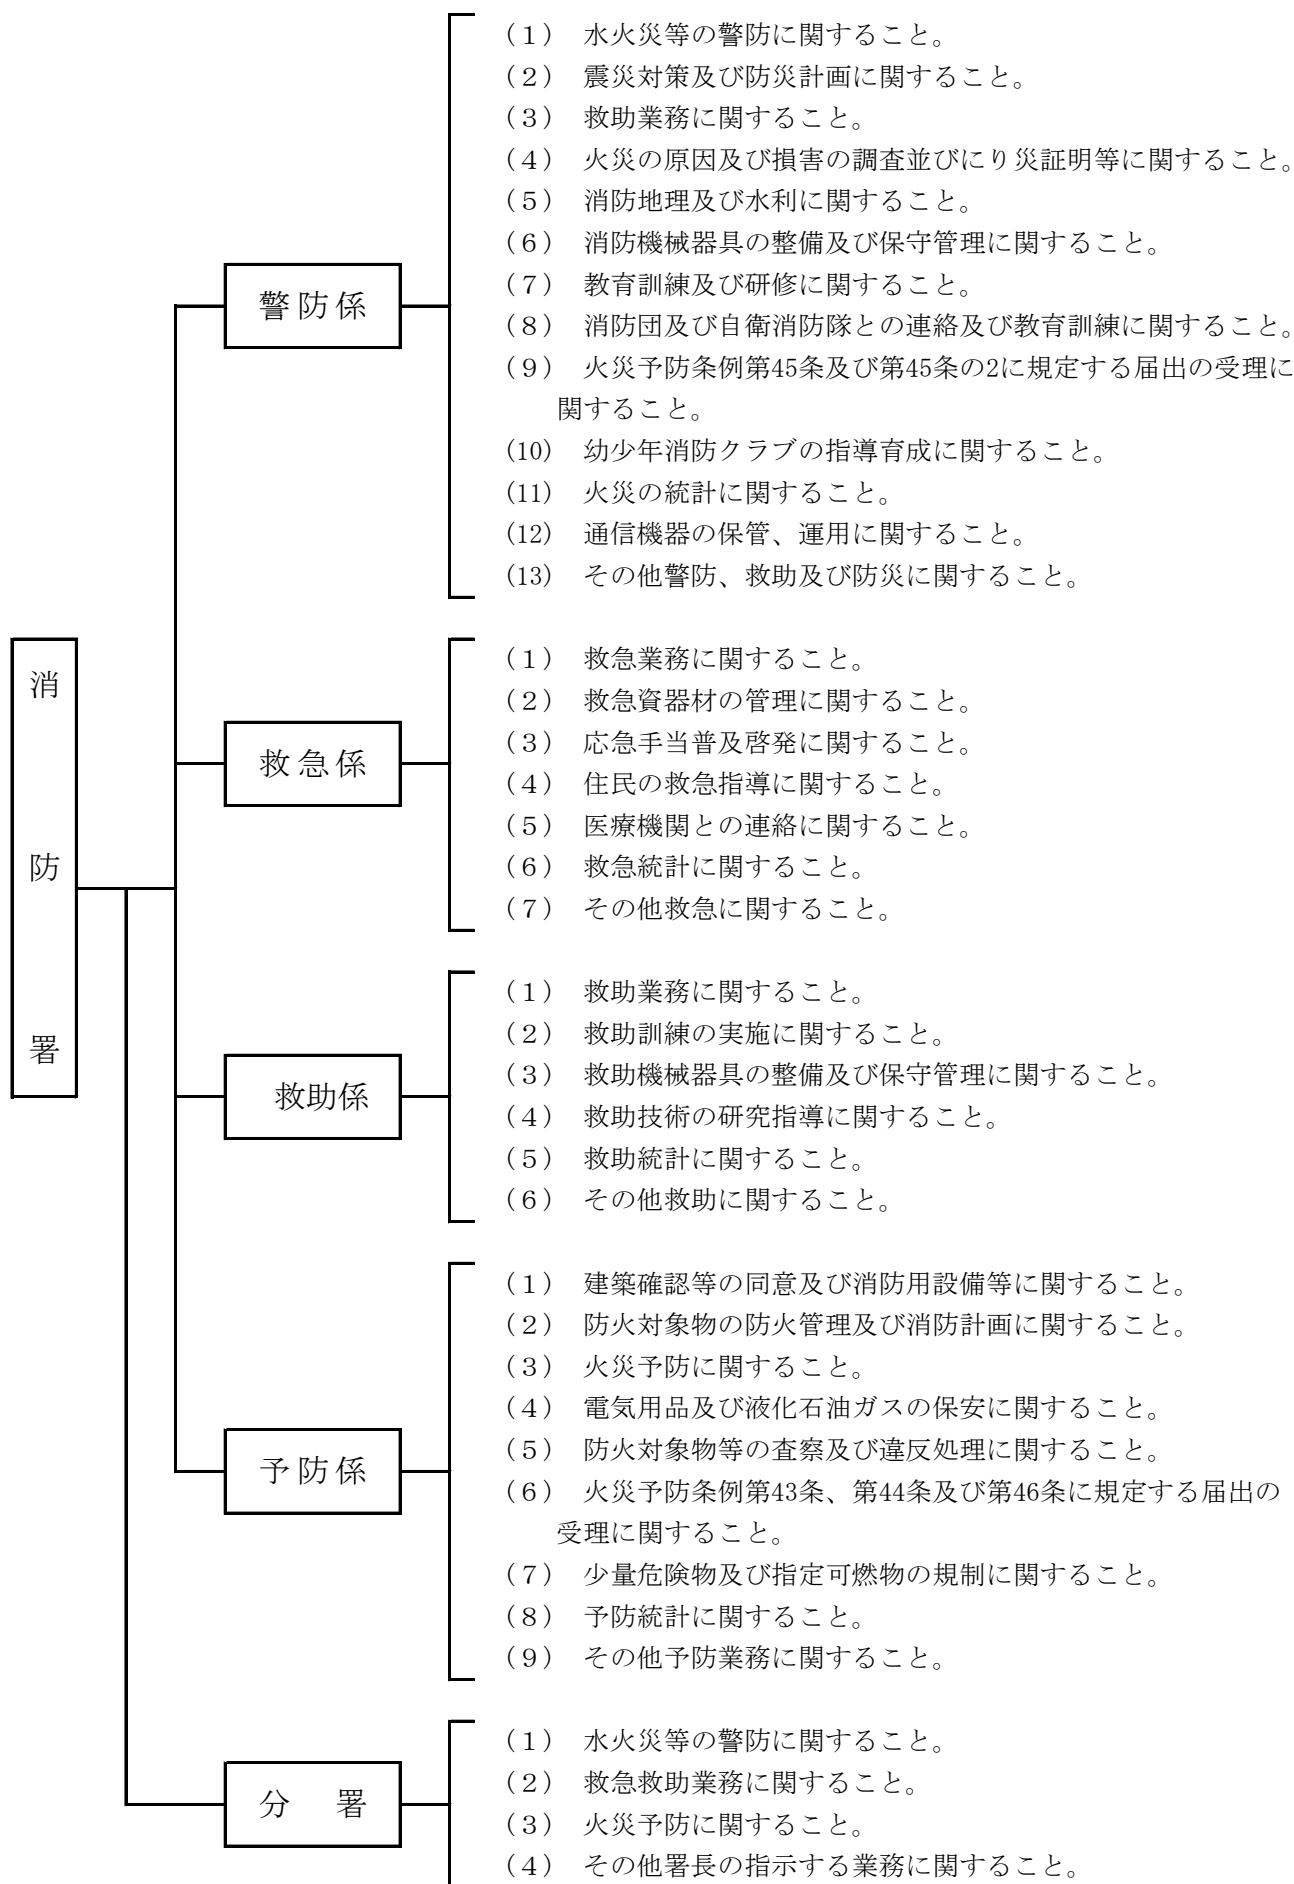 消防署
警防係
（１） 水火災等の警防に関すること。
（２） 震災対策及び防災計画に関すること。
（３） 救助業務に関すること。
（４） 火災の原因及び損害の調査並びにり災証明等に関すること。
（５） 消防地理及び水利に関すること。
（６） 消防機械器具の整備及び保守管理に関すること。
（７） 教育訓練及び研修に関すること。
（８） 消防団及び自衛消防隊との連絡及び教育訓練に関すること。
（９） 火災予防条例第45条及び第45条の2に規定する届出の受理に
関すること。
(10) 幼少年消防クラブの指導育成に関すること。
(11) 火災の統計に関すること。
(12) 通信機器の保管、運用に関すること。
(13) その他警防、救助及び防災に関すること。
救急係
（１） 救急業務に関すること。
（２） 救急資器材の管理に関すること。
（３） 応急手当普及啓発に関すること。
（４） 住民の救急指導に関すること。
（５） 医療機関との連絡に関すること。
（６） 救急統計に関すること。
（７） その他救急に関すること。
救助係
（１） 救助業務に関すること。
（２） 救助訓練の実施に関すること。
（３） 救助機械器具の整備及び保守管理に関すること。
（４） 救助技術の研究指導に関すること。
（５） 救助統計に関すること。
（６） その他救助に関すること。
予防係
（１） 建築確認等の同意及び消防用設備等に関すること。
（２） 防火対象物の防火管理及び消防計画に関すること。
（３） 火災予防に関すること。
（４） 電気用品及び液化石油ガスの保安に関すること。
（５） 防火対象物等の査察及び違反処理に関すること。
（６） 火災予防条例第43条、第44条及び第46条に規定する届出の
受理に関すること。
（７） 少量危険物及び指定可燃物の規制に関すること。
（８） 予防統計に関すること。
（９） その他予防業務に関すること。
分　署
（１） 水火災等の警防に関すること。
（２） 救急救助業務に関すること。
（３） 火災予防に関すること。
（４） その他署長の指示する業務に関すること。